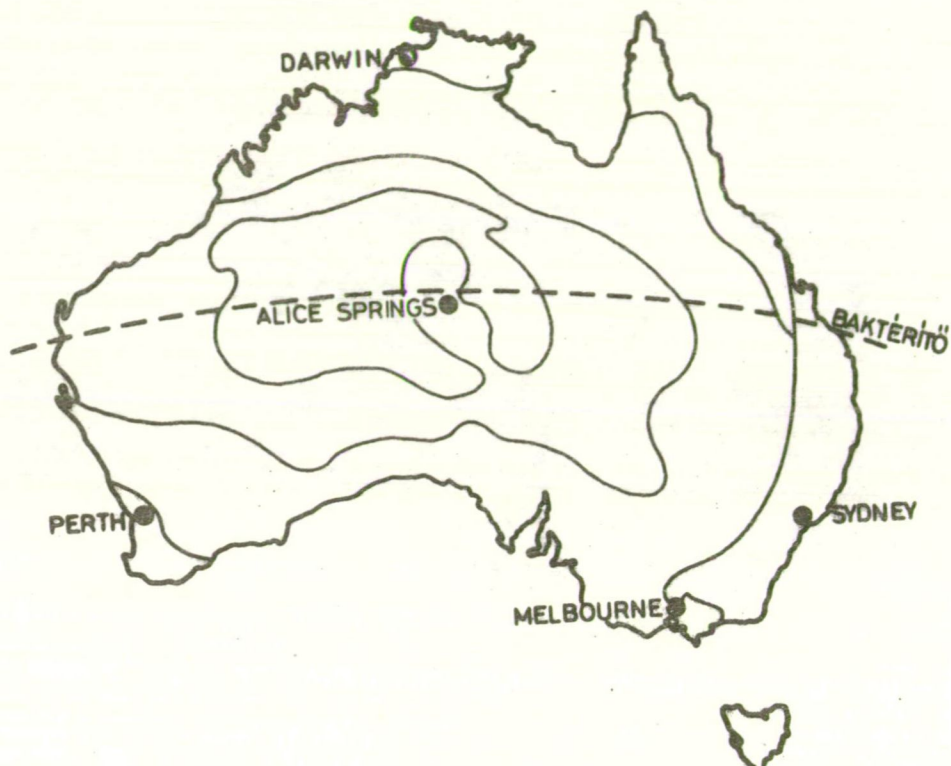 DARWIN
ALICE SPRINGS
BAKTÉRÍTŐ
PERTH
SYDNEY
MELBOURNE